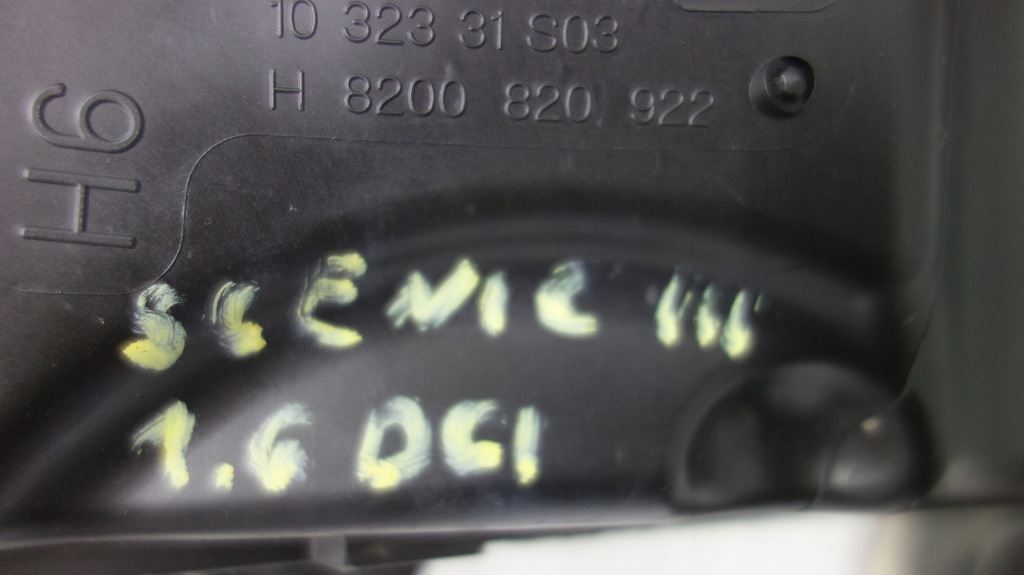 10 323 31 S03
H 8200 820 922
H6
SCENIC III
1.6 DCI